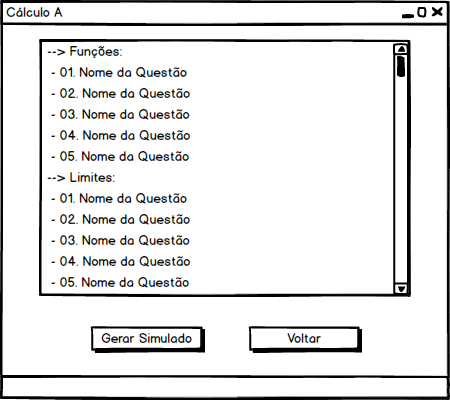 Cálculo A
--> Funções:
- 01. Nome da Questão
- 02. Nome da Questão
- 03. Nome da Questão
- 04. Nome da Questão
- 05. Nome da Questão
--> Limites:
- 01. Nome da Questão
- 02. Nome da Questão
- 03. Nome da Questão
- 04. Nome da Questão
- 05. Nome da Questão
Gerar Simulado
Voltar